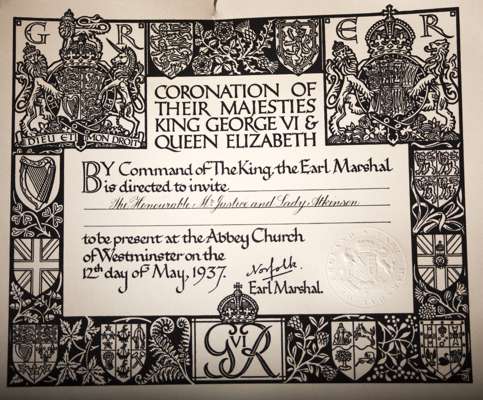 G R
E R
DIEU ET MON DROIT
CORONATION OF
THEIR MAJESTIES
KING GEORGE VI &
QUEEN ELIZABETH
BY Command of The King, the Earl Marshal
is directed to invite
The Honourable Mr Justice and Lady Atkinson
to be present at the Abbey Church
of Westminster on the
12th day of May, 1937.
Norfolk.
Earl Marshal.
G VI R